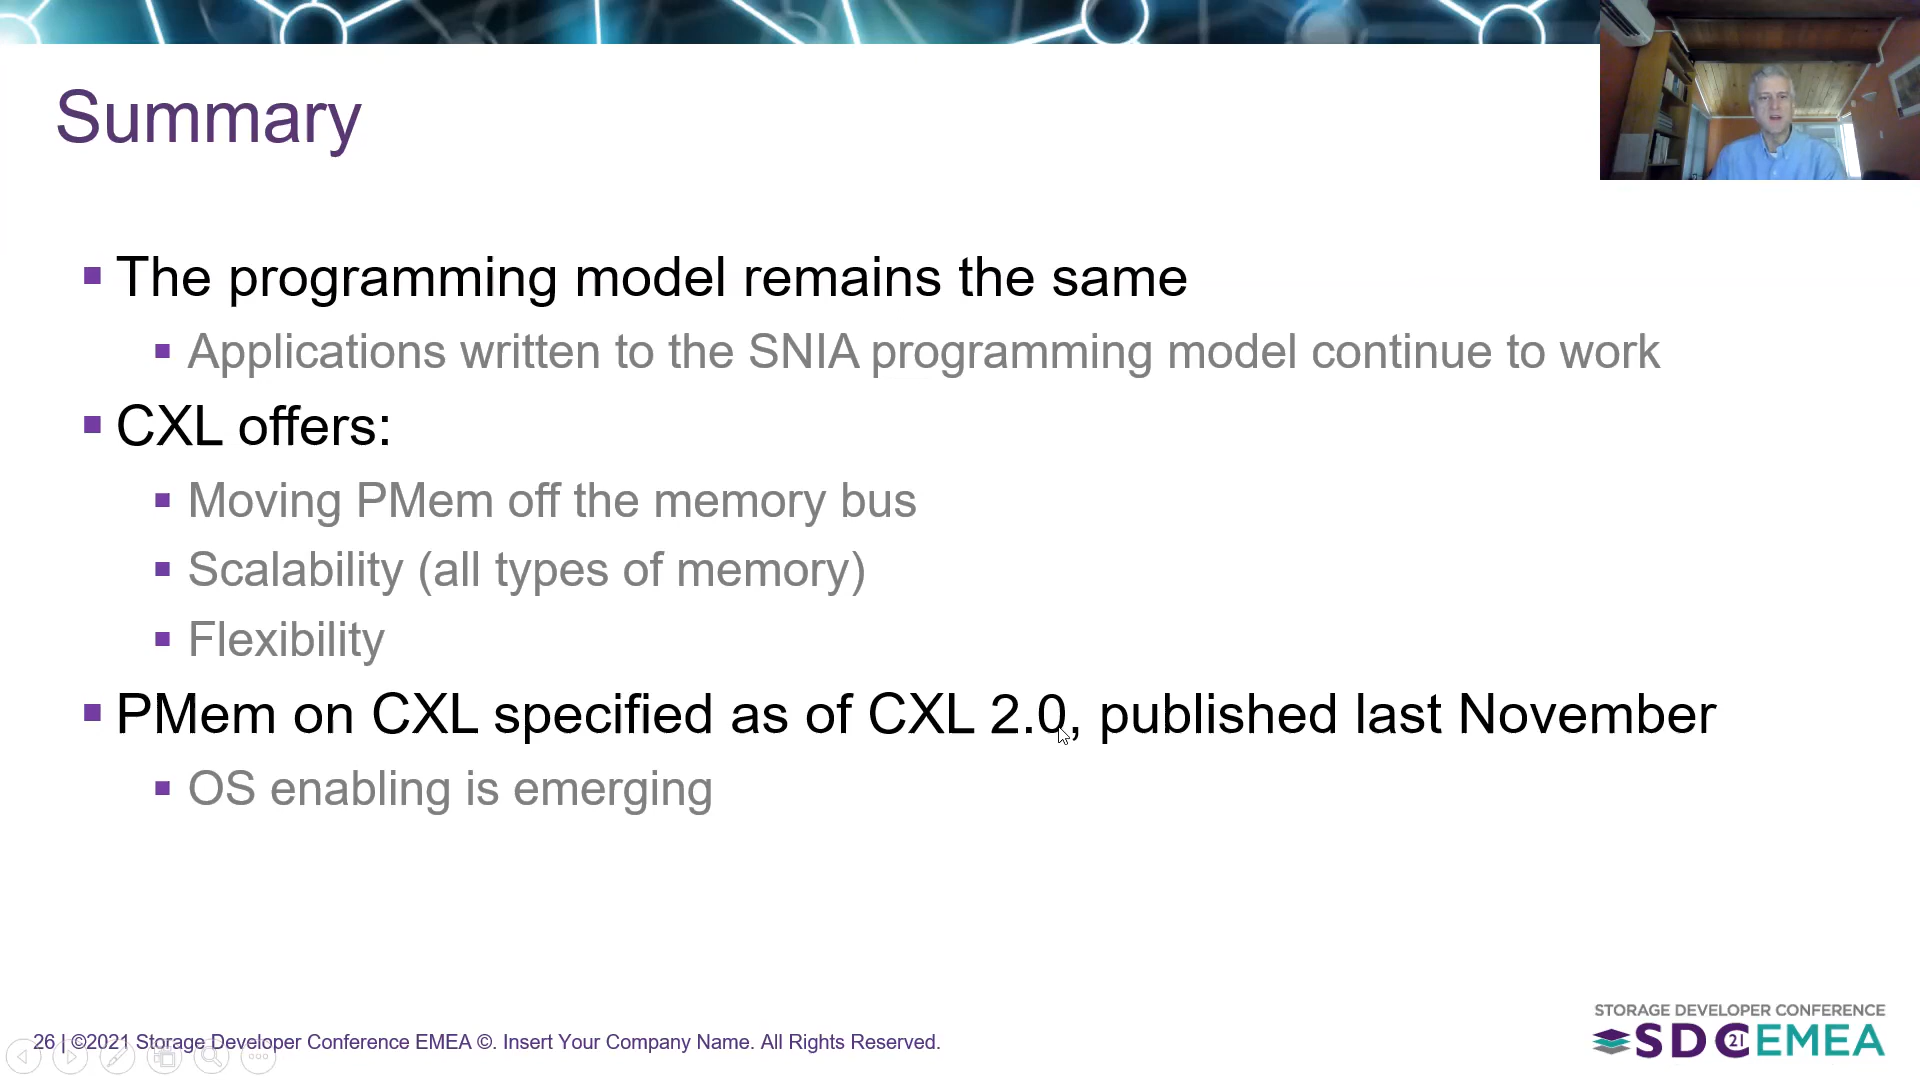 Summary
The programming model remains the same
Applications written to the SNIA programming model continue to work
CXL offers:
Moving PMem off the memory bus
Scalability (all types of memory)
Flexibility
PMem on CXL specified as of CXL 2.0, published last November
OS enabling is emerging
26 | ©2021 Storage Developer Conference EMEA ©. Insert Your Company Name. All Rights Reserved.
STORAGE DEVELOPER CONFERENCE
SDC 21 EMEA